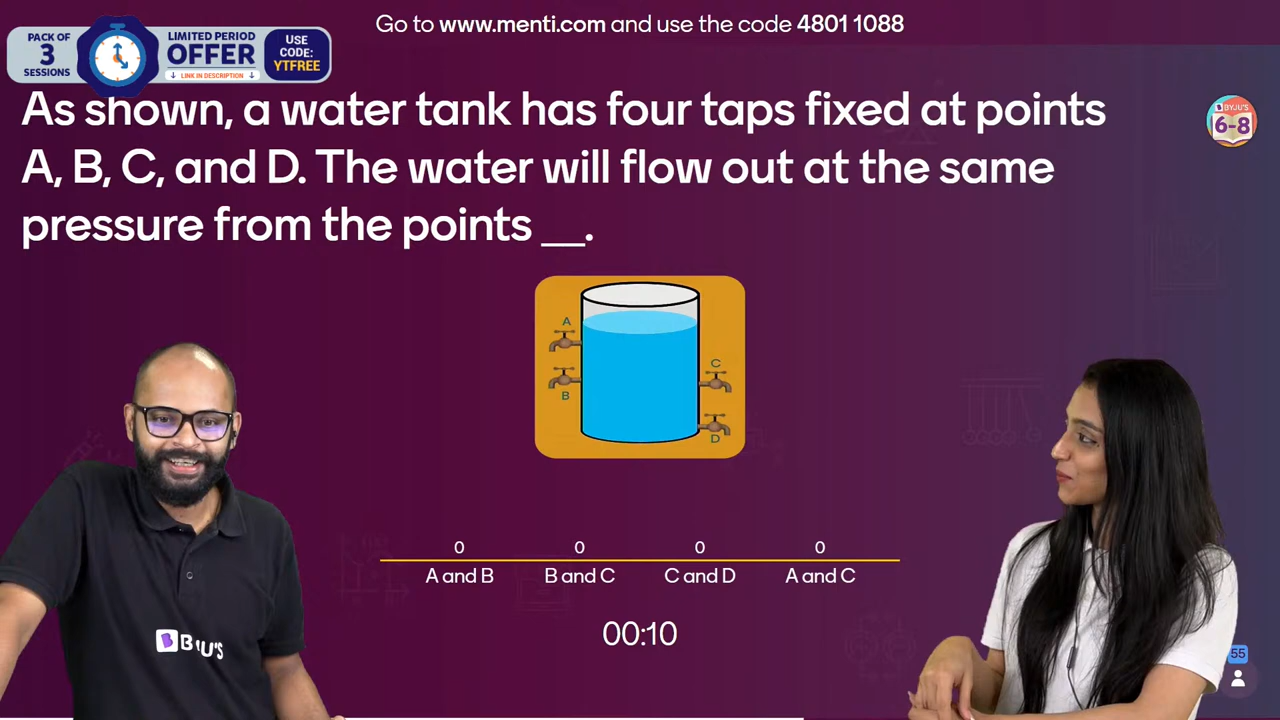 Go to www.menti.com and use the code 4801 1088
PACK OF
3
SESSIONS
LIMITED PERIOD
OFFER
LINK IN DESCRIPTION
USE
CODE:
YTFREE
As shown, a water tank has four taps fixed at points
A, B, C, and D. The water will flow out at the same
pressure from the points __.
BYJU'S
6-8
A
B
C
D
0 0 0 0
A and B B and C C and D A and C
00:10
BYJU'S
55